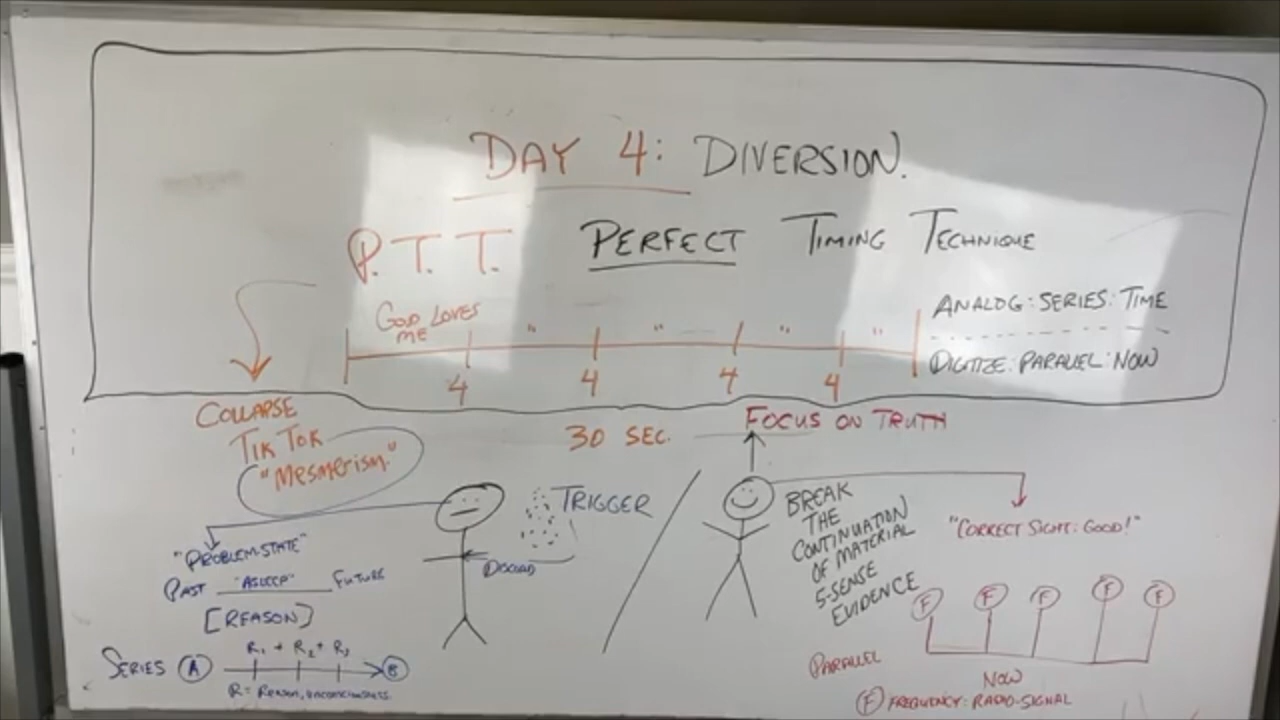 DAY 4: DIVERSION.
P.T.T. PERFECT TIMING TECHNIQUE
GOD LOVES
ME
" " " "
4 4 4 4
ANALOG: SERIES: TIME
DIGITIZE: PARALLEL: NOW
COLLAPSE
TIK TOK
"MESMERISM."
30 SEC.
FOCUS ON TRUTH
TRIGGER
"PROBLEM-STATE"
PAST "ASLEEP" FUTURE
[REASON]
SERIES A R1 + R2 + R3 B
R = Reason, unconsciousness
BREAK
THE
CONTINUATION
OF MATERIAL
5-SENSE
EVIDENCE
"CORRECT SIGHT: GOOD!"
F F F F F
PARALLEL
NOW
F FREQUENCY: RADIO-SIGNAL